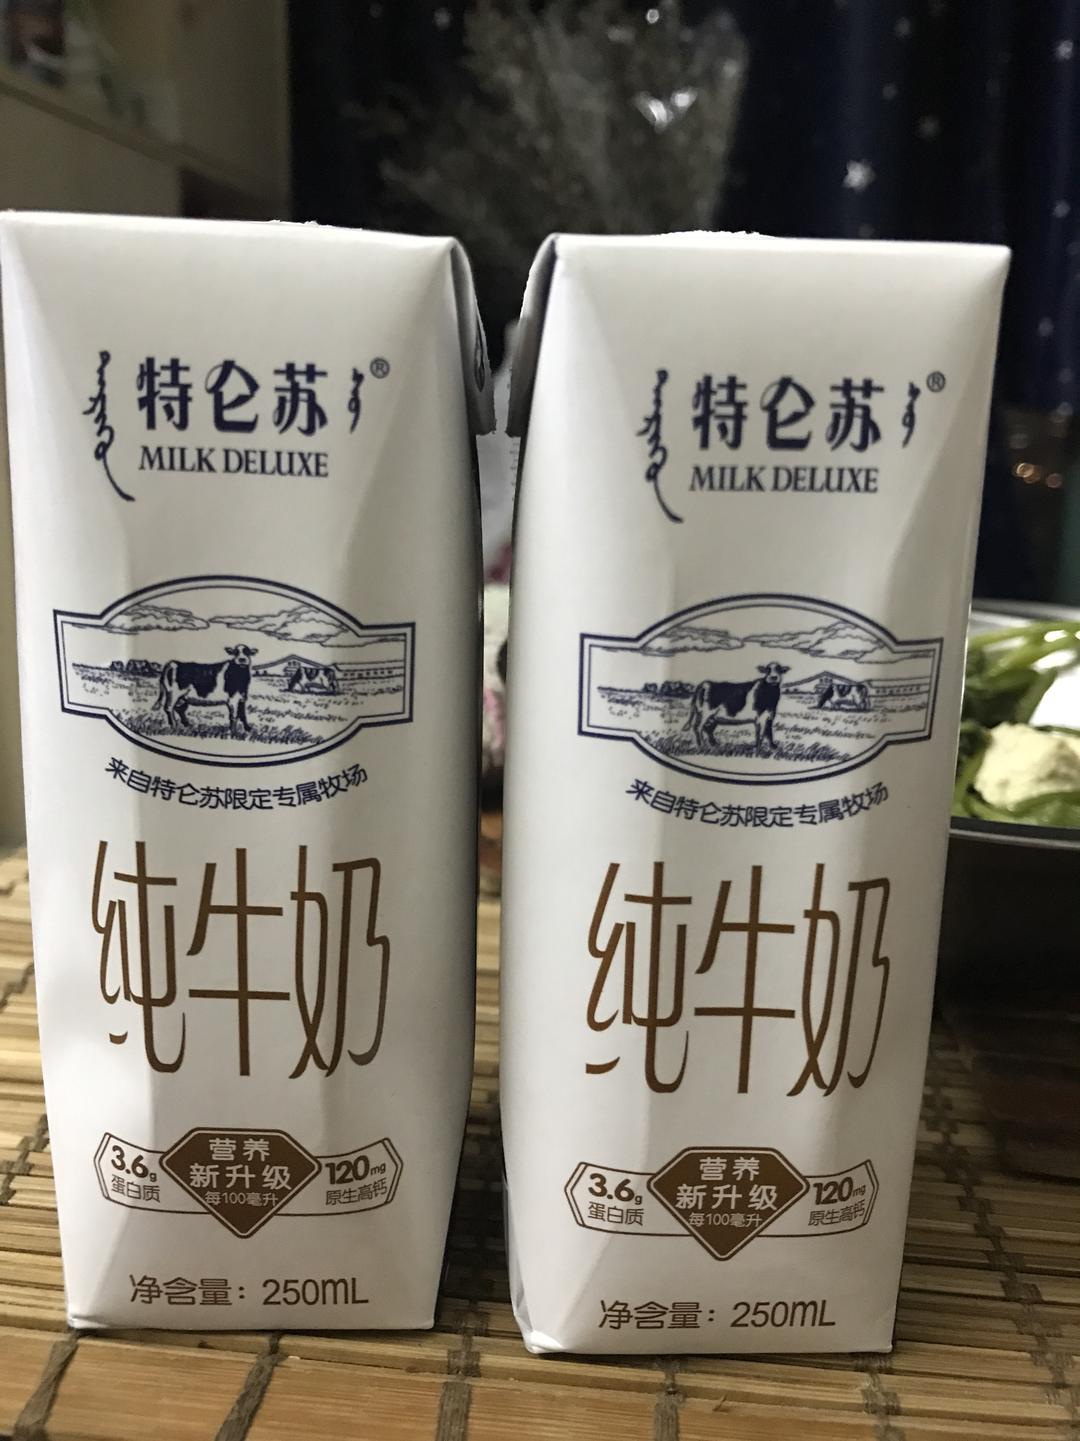 特仑苏®
MILK DELUXE
来自特仑苏限定专属牧场
纯牛奶
3.6g
蛋白质
营养
新升级
每100毫升
120mg
原生高钙
净含量：250mL
特仑苏®
MILK DELUXE
来自特仑苏限定专属牧场
纯牛奶
3.6g
蛋白质
营养
新升级
每100毫升
120mg
原生高钙
净含量：250mL